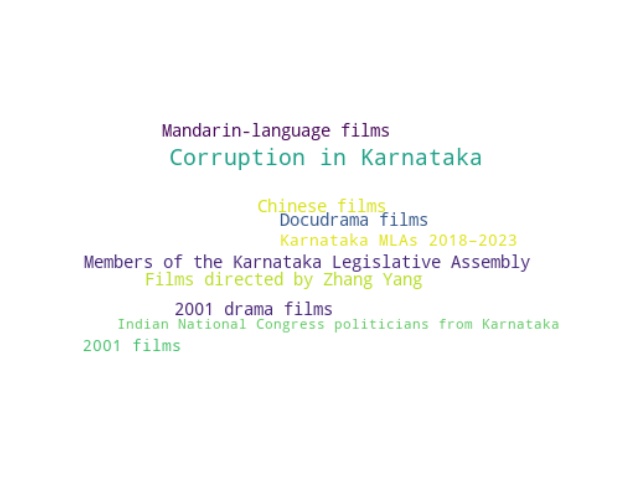 Mandarin-language films
Corruption in Karnataka
Chinese films
Docudrama films
Karnataka MLAs 2018–2023
Members of the Karnataka Legislative Assembly
Films directed by Zhang Yang
2001 drama films
Indian National Congress politicians from Karnataka
2001 films